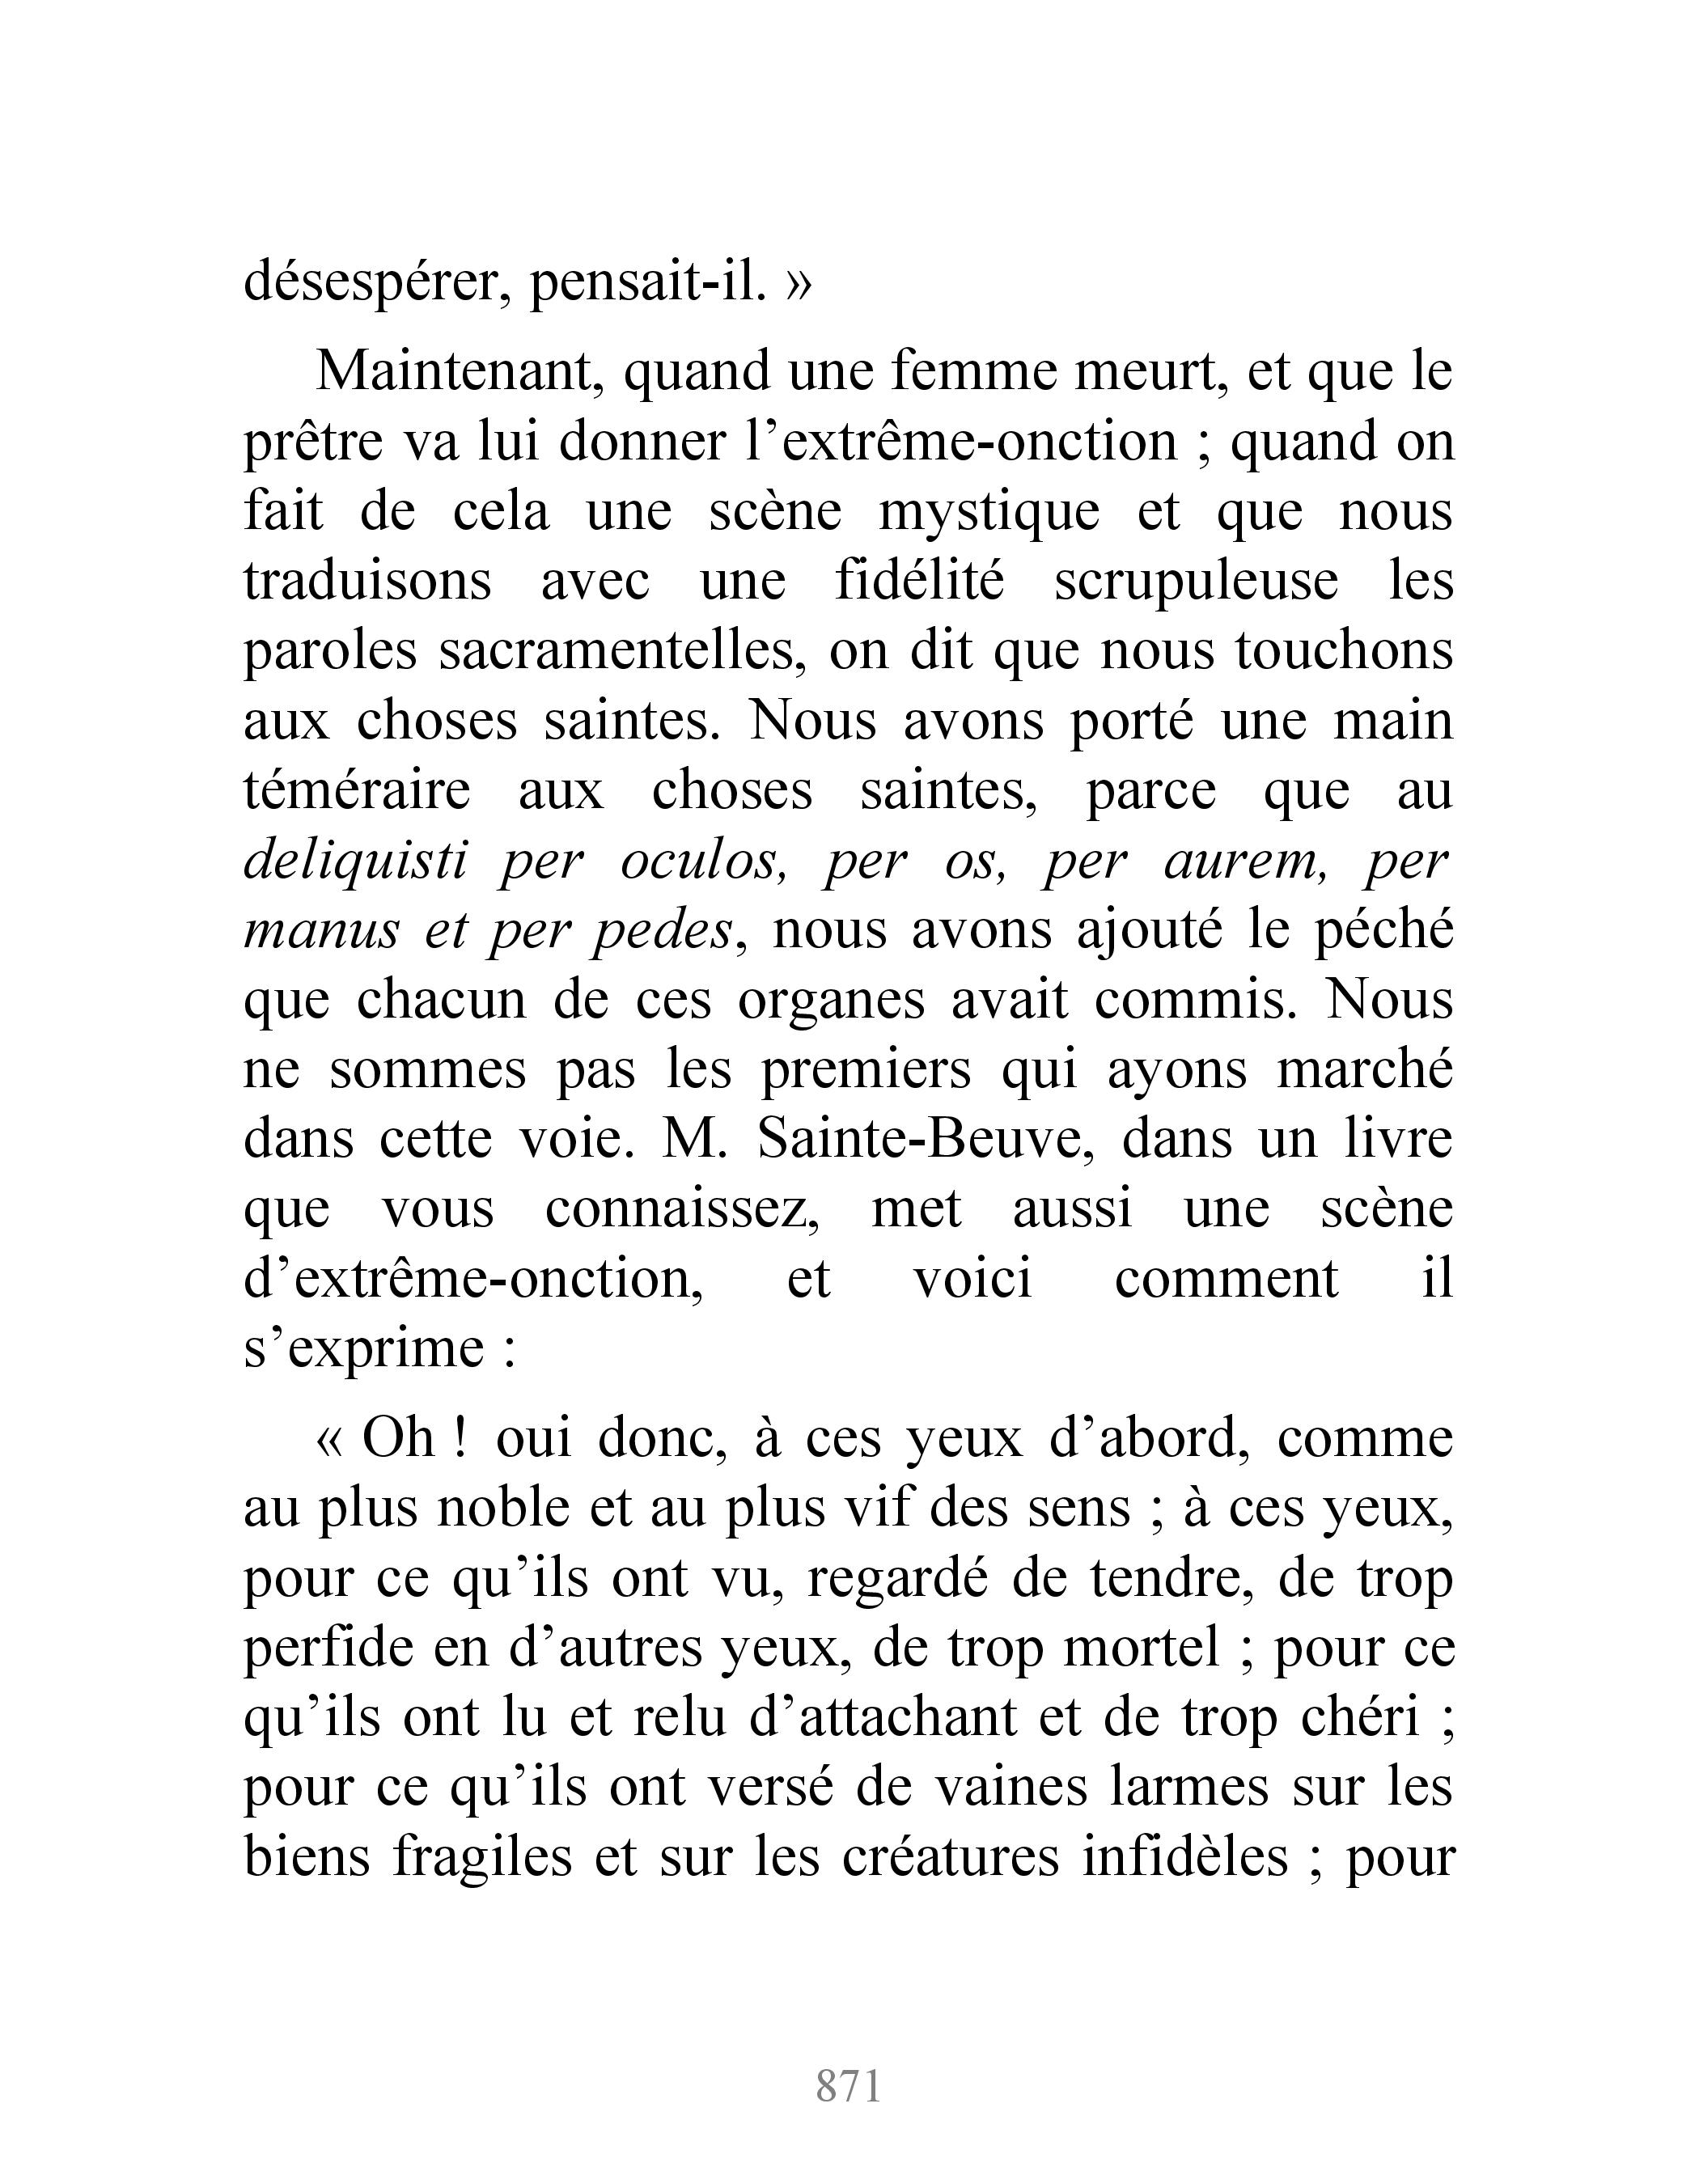 désespérer, pensait-il. »
Maintenant, quand une femme meurt, et que le
prêtre va lui donner l’extrême-onction ; quand on
fait de cela une scène mystique et que nous
traduisons avec une fidélité scrupuleuse les
paroles sacramentelles, on dit que nous touchons
aux choses saintes. Nous avons porté une main
téméraire aux choses saintes, parce que au
deliquisti per oculos, per os, per aurem, per
manus et per pedes, nous avons ajouté le péché
que chacun de ces organes avait commis. Nous
ne sommes pas les premiers qui ayons marché
dans cette voie. M. Sainte-Beuve, dans un livre
que vous connaissez, met aussi une scène
d’extrême-onction, et voici comment il
s’exprime :
« Oh ! oui donc, à ces yeux d’abord, comme
au plus noble et au plus vif des sens ; à ces yeux,
pour ce qu’ils ont vu, regardé de tendre, de trop
perfide en d’autres yeux, de trop mortel ; pour ce
qu’ils ont lu et relu d’attachant et de trop chéri ;
pour ce qu’ils ont versé de vaines larmes sur les
biens fragiles et sur les créatures infidèles ; pour
871